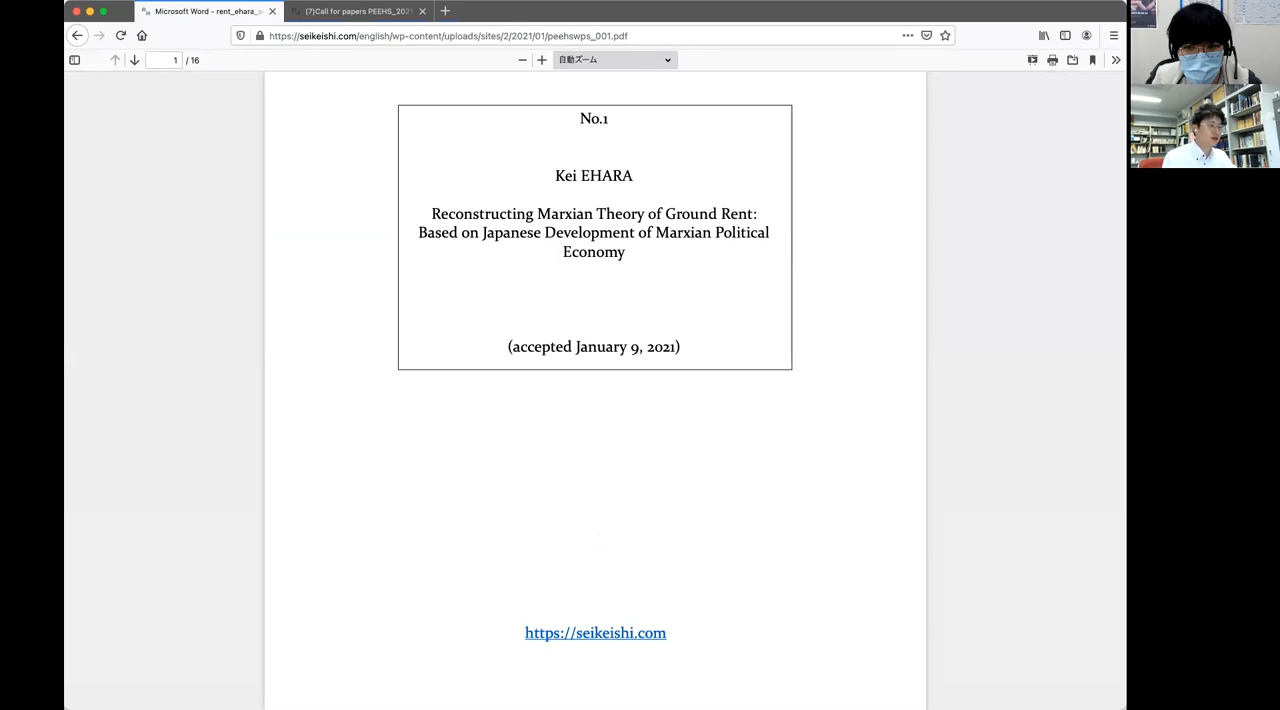 Microsoft Word - rent_ehara_s
(7)Call for papers PEEHS_2021
https://seikeishi.com/english/wp-content/uploads/sites/2/2021/01/peehswps_001.pdf
1 / 16
自動ズーム
No.1
Kei EHARA
Reconstructing Marxian Theory of Ground Rent:
Based on Japanese Development of Marxian Political
Economy
(accepted January 9, 2021)
https://seikeishi.com